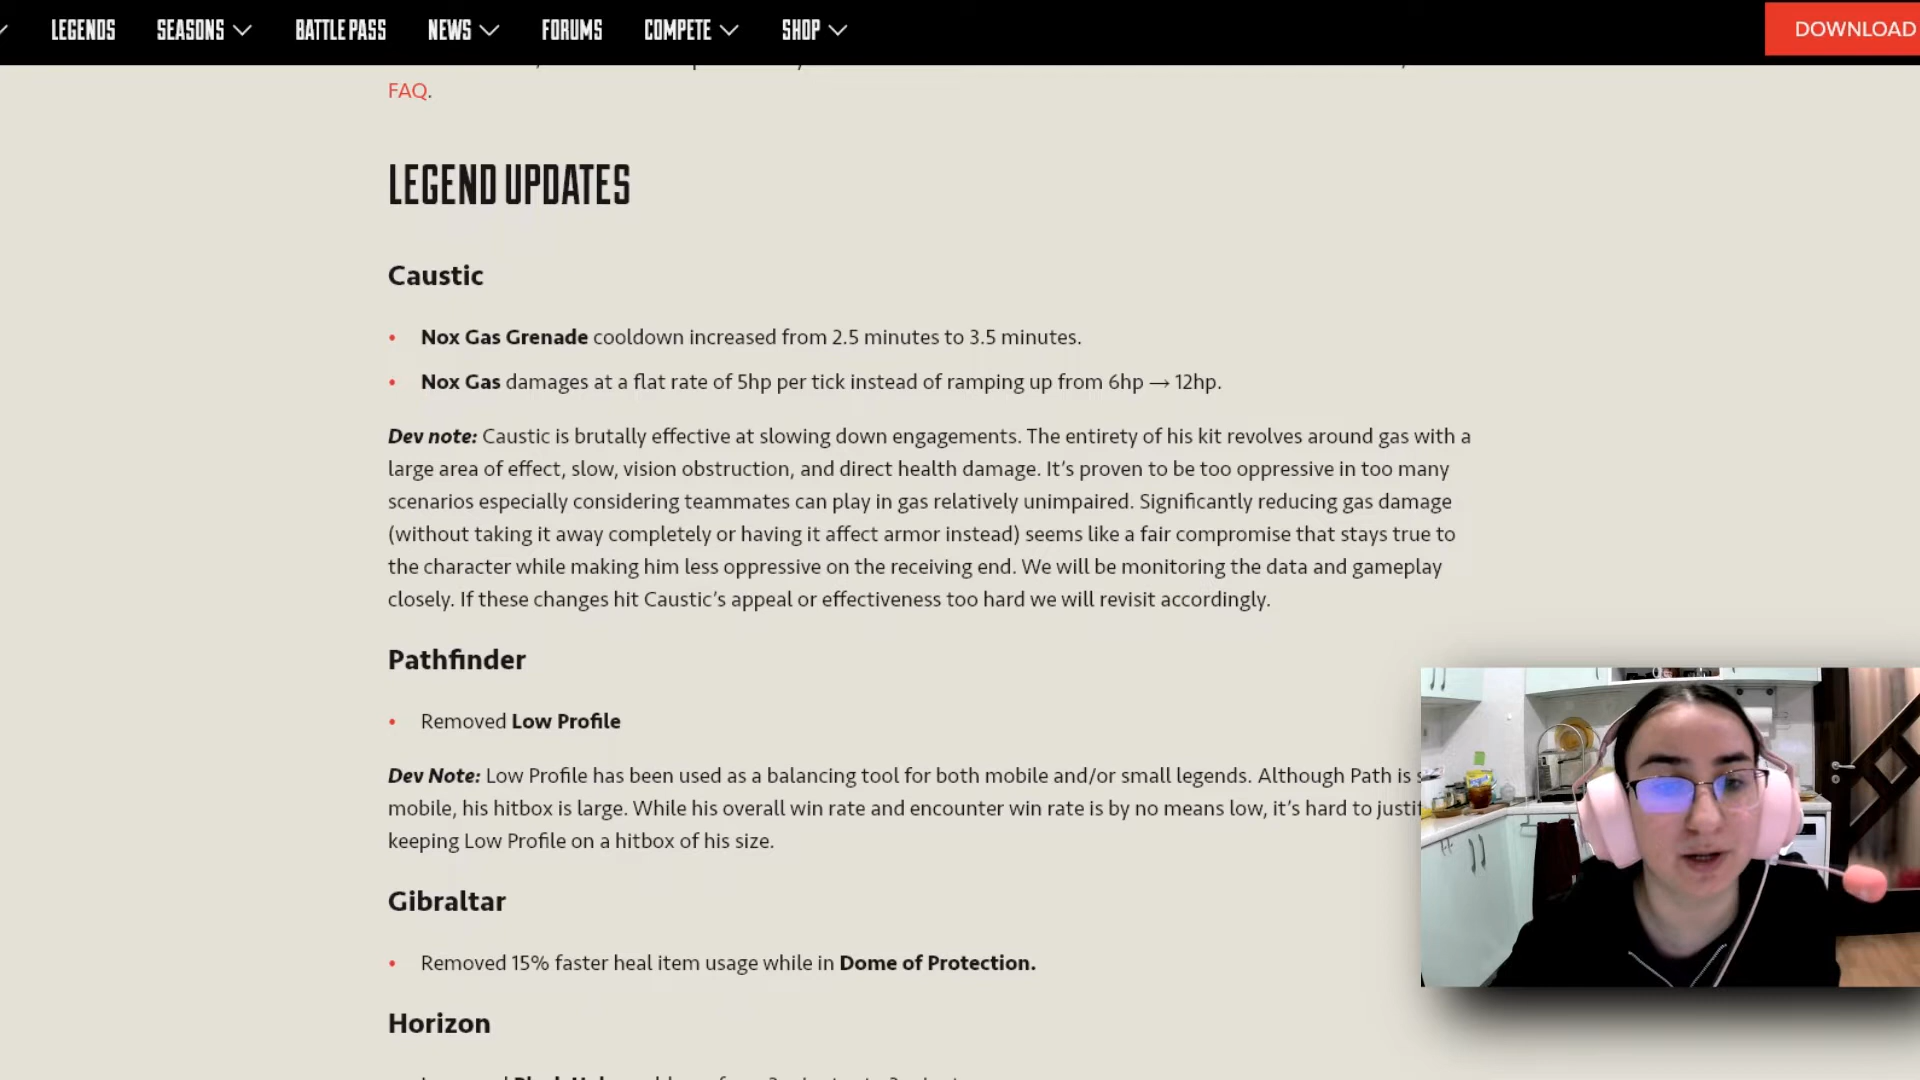 LEGENDS SEASONS BATTLE PASS NEWS FORUMS COMPETE SHOP DOWNLOAD
FAQ.
LEGEND UPDATES
Caustic
• Nox Gas Grenade cooldown increased from 2.5 minutes to 3.5 minutes.
• Nox Gas damages at a flat rate of 5hp per tick instead of ramping up from 6hp → 12hp.
Dev note: Caustic is brutally effective at slowing down engagements. The entirety of his kit revolves around gas with a
large area of effect, slow, vision obstruction, and direct health damage. It’s proven to be too oppressive in too many
scenarios especially considering teammates can play in gas relatively unimpaired. Significantly reducing gas damage
(without taking it away completely or having it affect armor instead) seems like a fair compromise that stays true to
the character while making him less oppressive on the receiving end. We will be monitoring the data and gameplay
closely. If these changes hit Caustic’s appeal or effectiveness too hard we will revisit accordingly.
Pathfinder
• Removed Low Profile
Dev Note: Low Profile has been used as a balancing tool for both mobile and/or small legends. Although Path is
mobile, his hitbox is large. While his overall win rate and encounter win rate is by no means low, it’s hard to
keeping Low Profile on a hitbox of his size.
Gibraltar
• Removed 15% faster heal item usage while in Dome of Protection.
Horizon